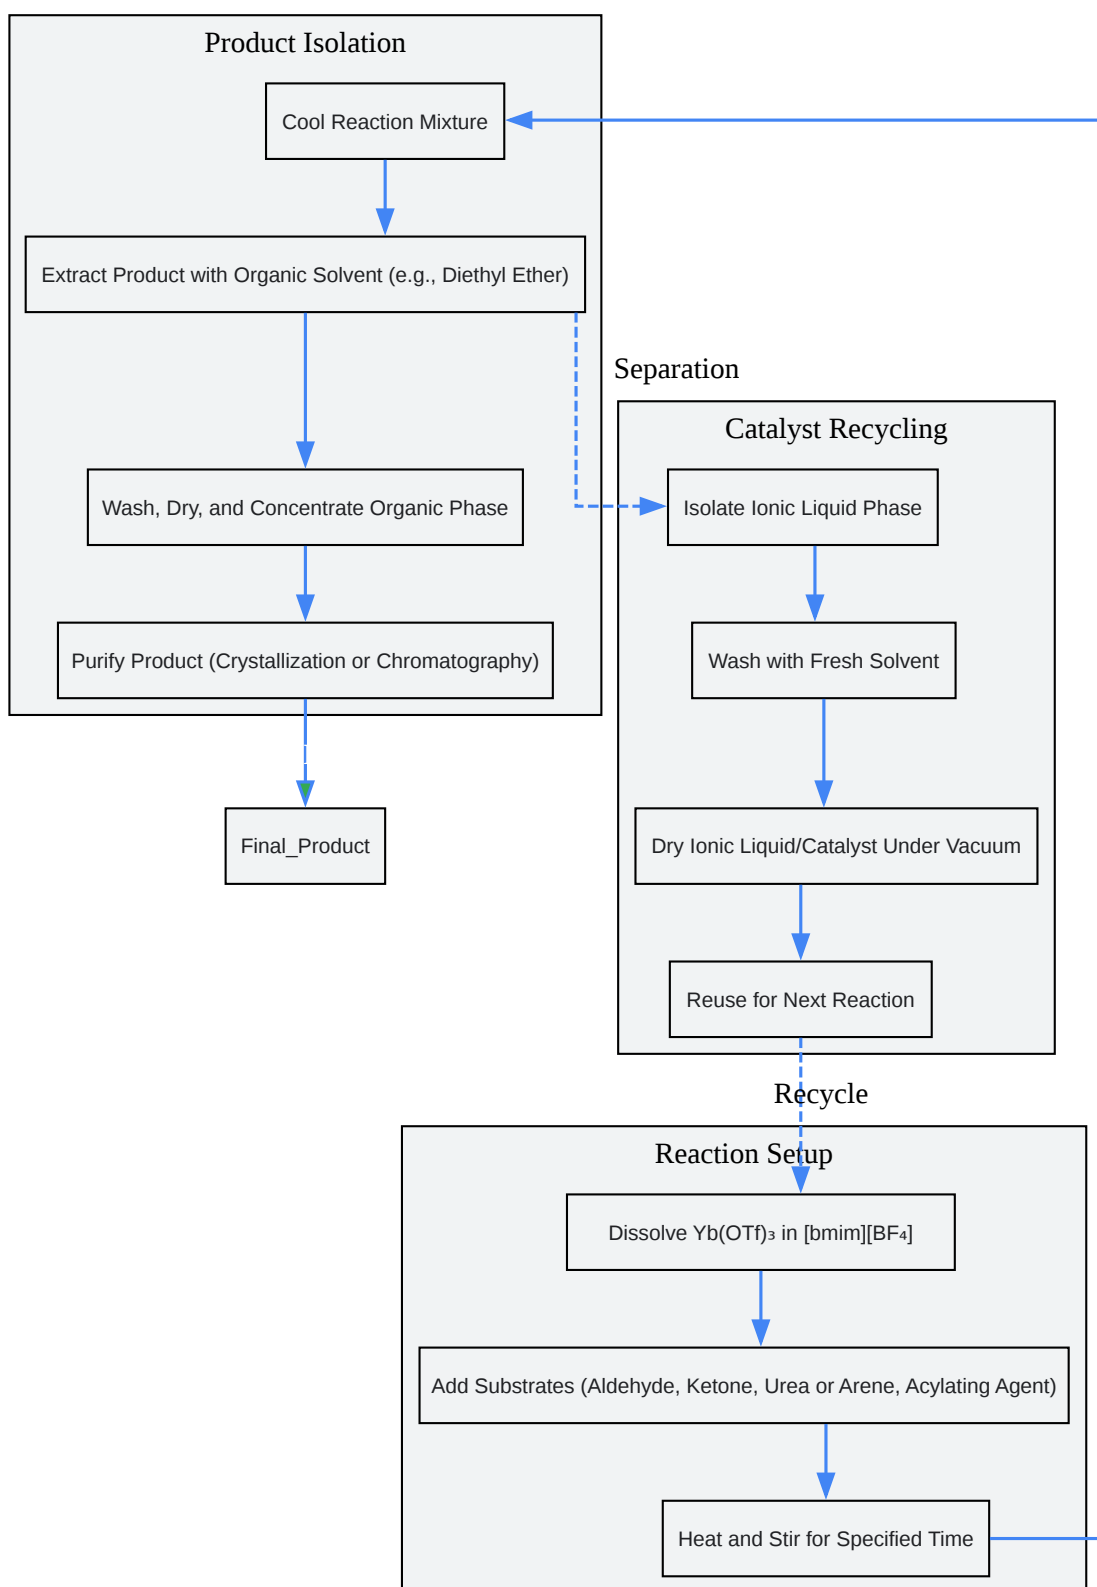 Product Isolation
Cool Reaction Mixture
Extract Product with Organic Solvent (e.g., Diethyl Ether)
Separation
Catalyst Recycling
Wash, Dry, and Concentrate Organic Phase
Isolate Ionic Liquid Phase
Purify Product (Crystallization or Chromatography)
Wash with Fresh Solvent
Final_Product
Dry Ionic Liquid/Catalyst Under Vacuum
Reuse for Next Reaction
Recycle
Reaction Setup
Dissolve Yb(OTf)₃ in [bmim][BF₄]
Add Substrates (Aldehyde, Ketone, Urea or Arene, Acylating Agent)
Heat and Stir for Specified Time